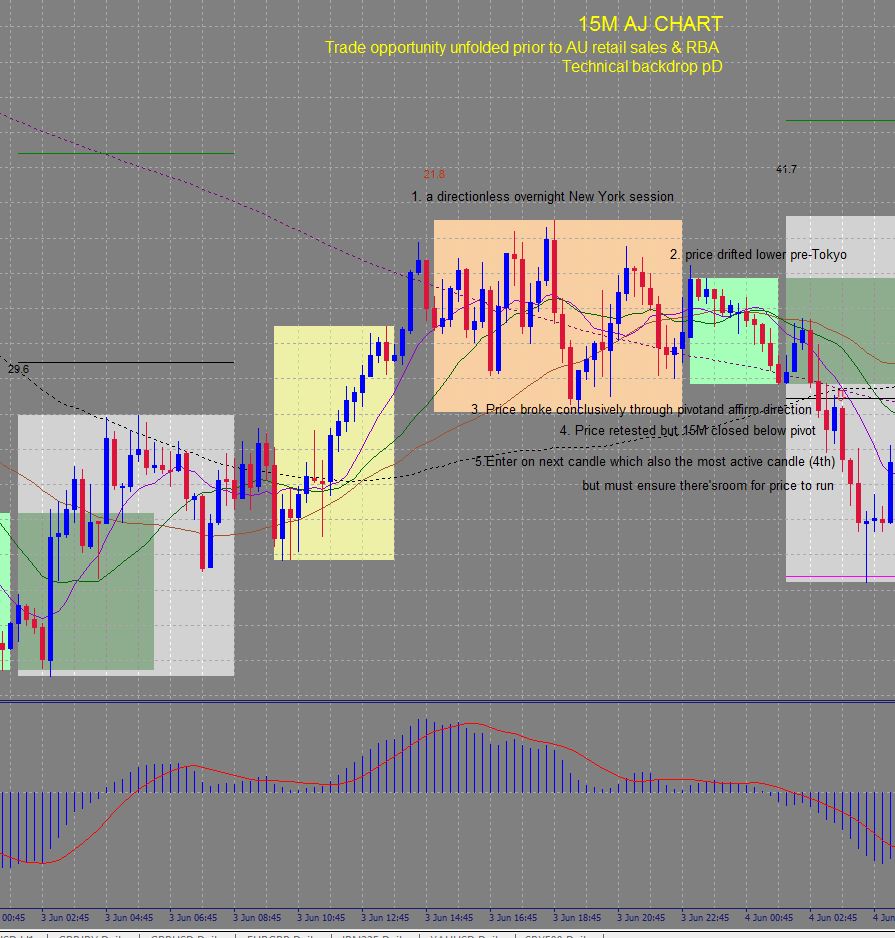 15M AJ CHART
Trade opportunity unfolded prior to AU retail sales & RBA
Technical backdrop pD
21.8
41.7
1. a directionless overnight New York session
2. price drifted lower pre-Tokyo
29.6
3. Price broke conclusively through pivotand affirm direction
4. Price retested but 15M closed below pivot
5.Enter on next candle which also the most active candle (4th)
but must ensure there'sroom for price to run
00:45 3 Jun 02:45 3 Jun 04:45 3 Jun 06:45 3 Jun 08:45 3 Jun 10:45 3 Jun 12:45 3 Jun 14:45 3 Jun 16:45 3 Jun 18:45 3 Jun 20:45 3 Jun 22:45 4 Jun 00:45 4 Jun 02:45 4 Jun